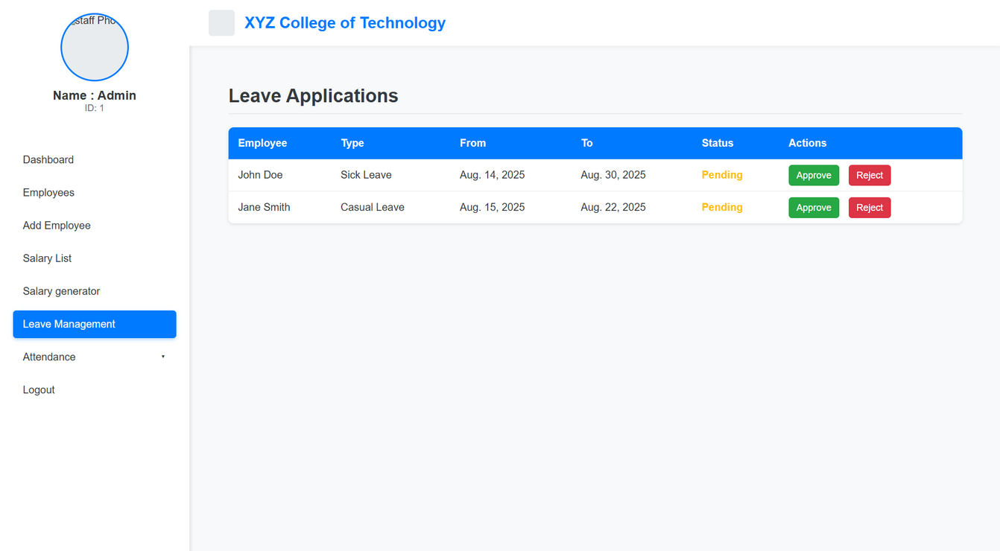 staff Pho
Name : Admin
ID: 1
Dashboard
Employees
Add Employee
Salary List
Salary generator
Leave Management
Attendance
Logout
XYZ College of Technology
Leave Applications
Employee Type From To Status Actions
John Doe Sick Leave Aug. 14, 2025 Aug. 30, 2025 Pending Approve Reject
Jane Smith Casual Leave Aug. 15, 2025 Aug. 22, 2025 Pending Approve Reject